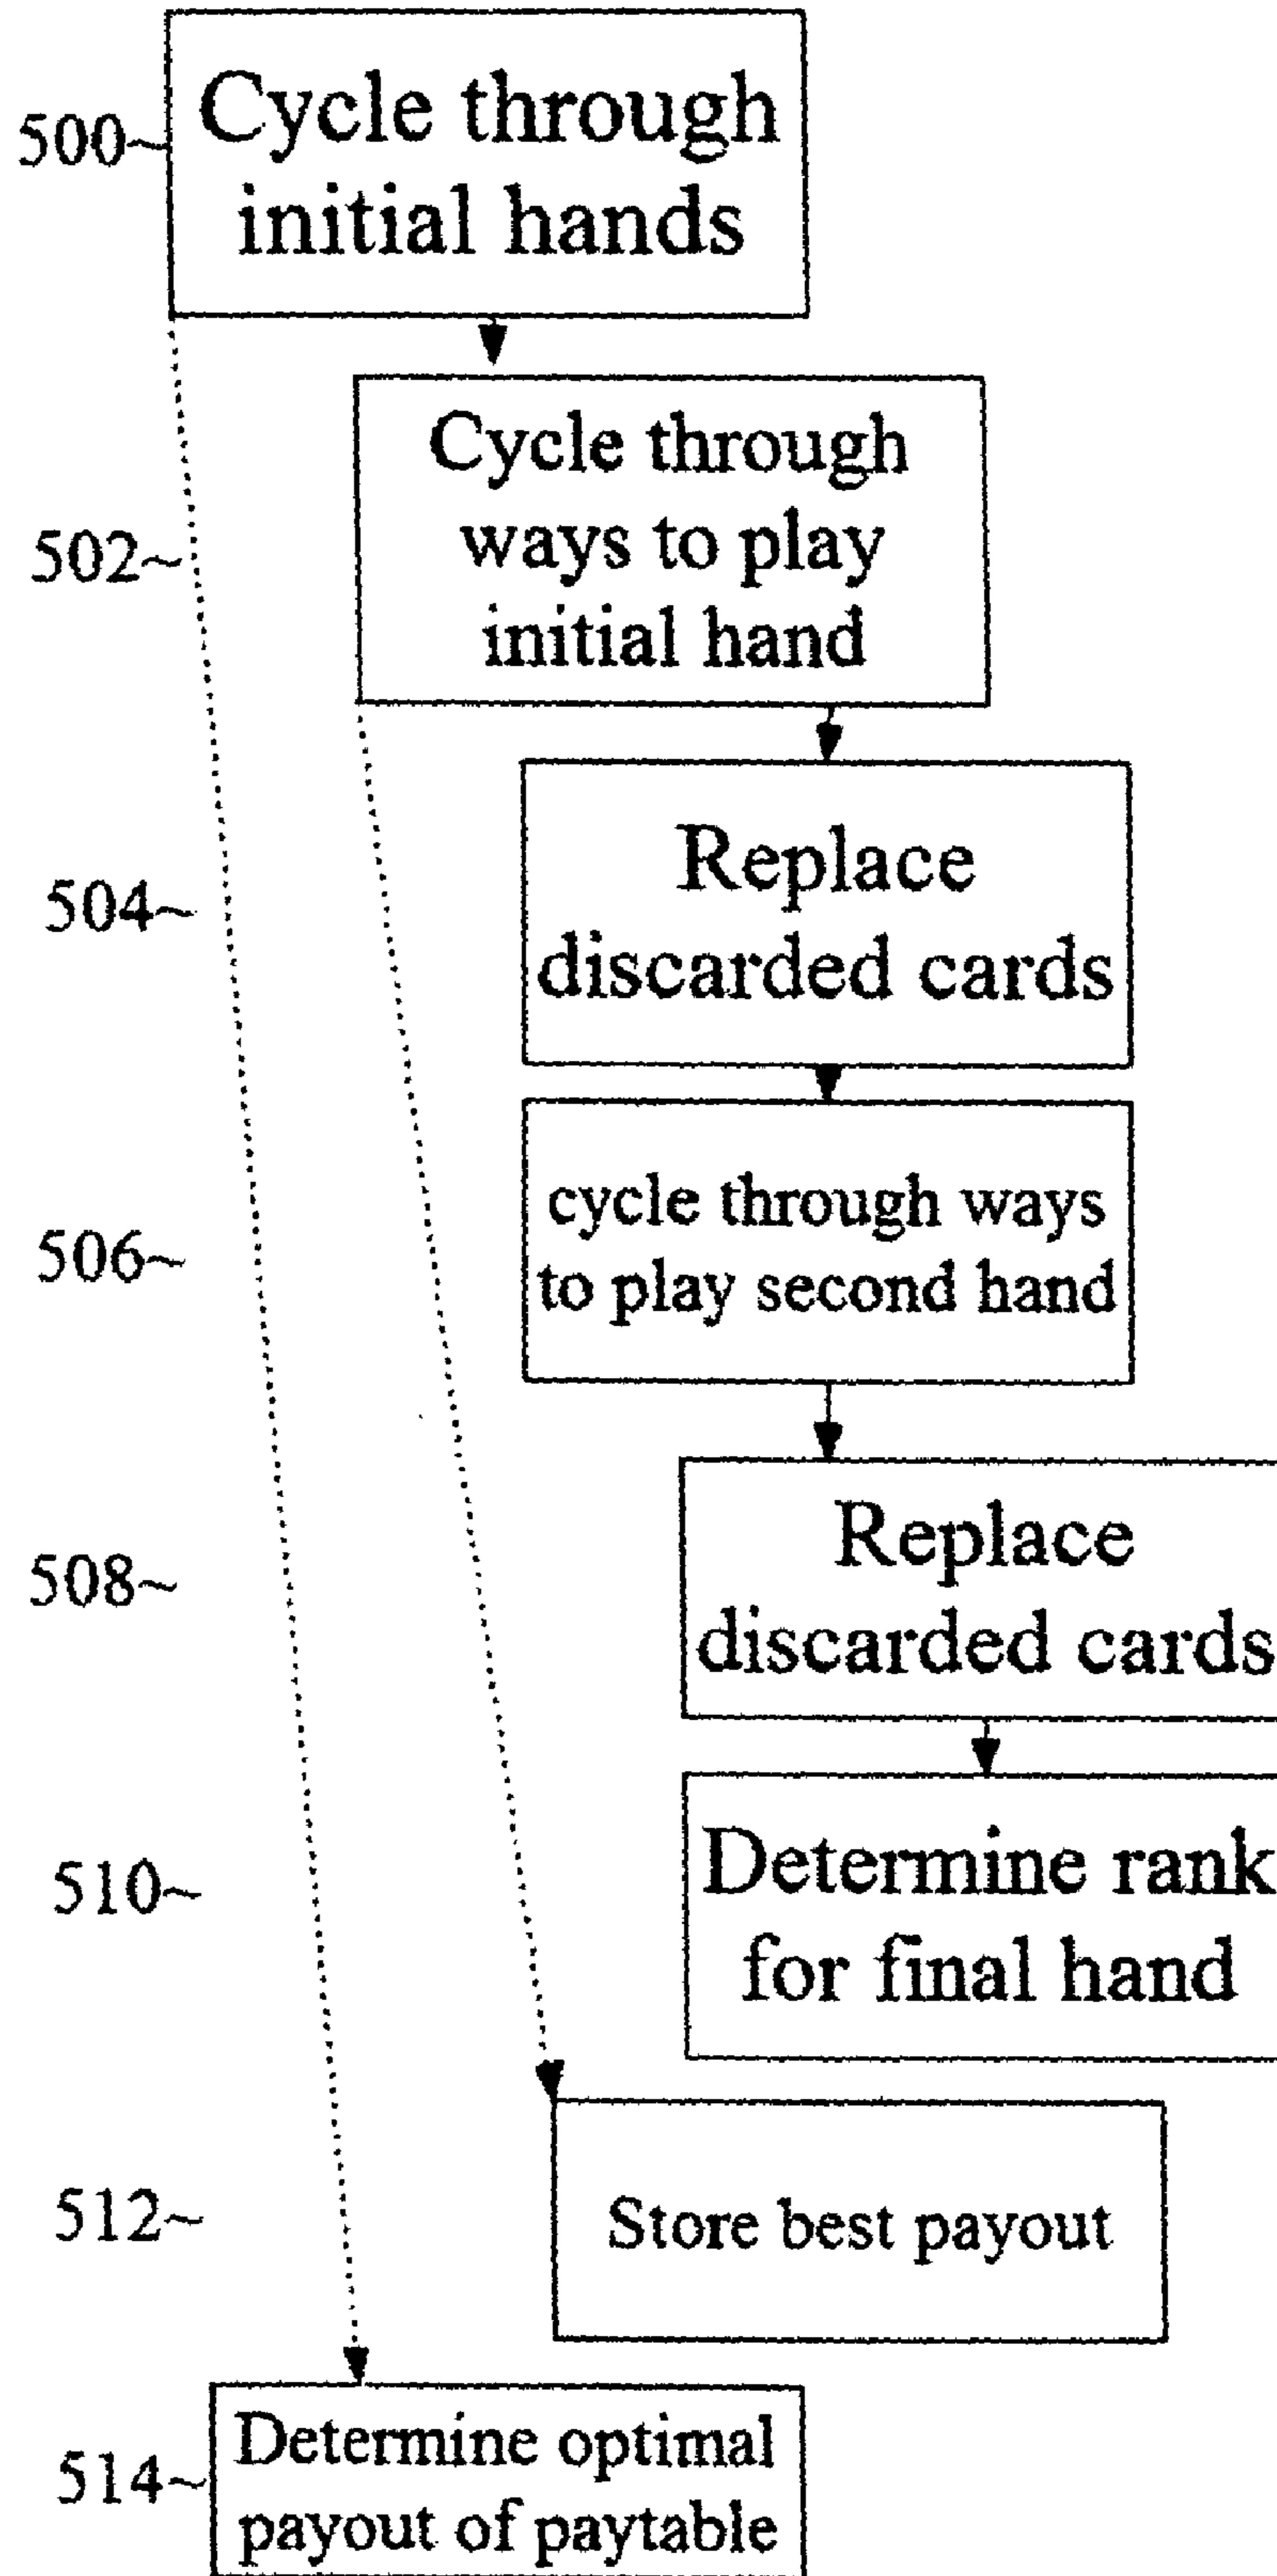 500~
Cycle through
initial hands
502~
Cycle through
ways to play
initial hand
504~
Replace
discarded cards
506~
cycle through ways
to play second hand
508~
Replace
discarded cards
510~
Determine rank
for final hand
512~
Store best payout
514~
Determine optimal
payout of paytable